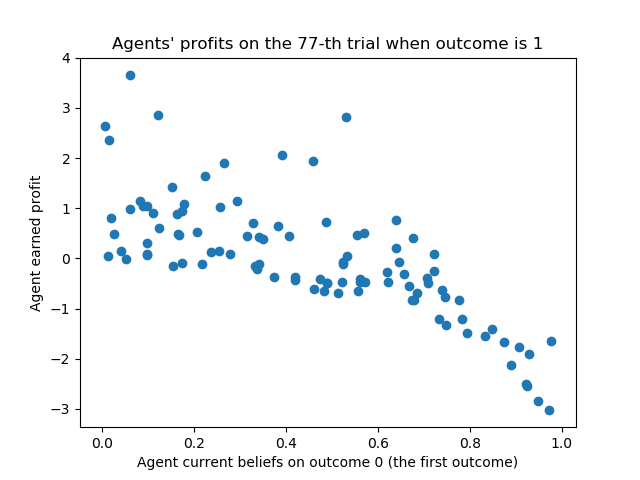 Agents' profits on the 77-th trial when outcome is 1
4
3
2
1
0
−1
−2
−3
Agent earned profit
0.0 0.2 0.4 0.6 0.8 1.0
Agent current beliefs on outcome 0 (the first outcome)